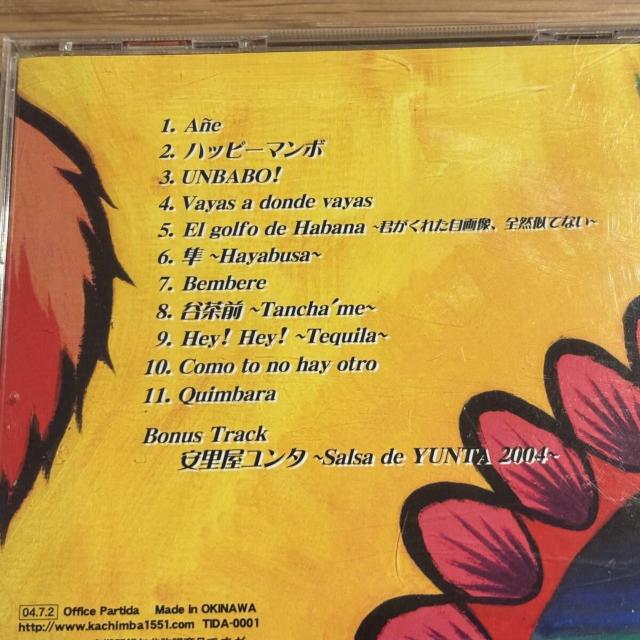 1. Añe
2. ハッピーマンボ
3. UNBABO!
4. Vayas a donde vayas
5. El golfo de Habana ~君がくれた自画像、全然似てない~
6. 隼 ~Hayabusa~
7. Bembere
8. 谷茶前 ~Tancha'me~
9. Hey! Hey! ~Tequila~
10. Como to no hay otro
11. Quimbara
Bonus Track
安里屋ユンタ ~Salsa de YUNTA 2004~
04.7.2 Office Partida Made in OKINAWA
http://www.kachimba1551.com TIDA-0001